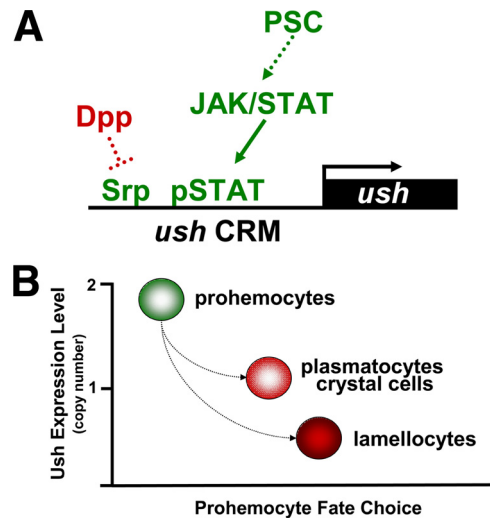 A
PSC
JAK/STAT
Dpp
Srp pSTAT
ush
ush CRM
B
Ush Expression Level
(copy number)
2
1
prohemocytes
plasmatocytes
crystal cells
lamellocytes
Prohemocyte Fate Choice